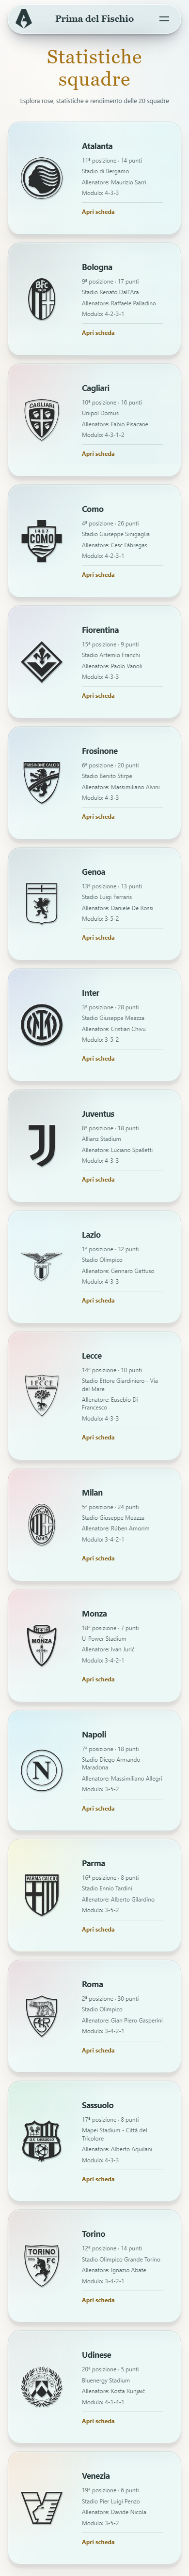 Prima del Fischio
Statistiche
squadre
Esplora rose, statistiche e rendimento delle 20 squadre
Atalanta
11ª posizione · 14 punti
Stadio di Bergamo
Allenatore: Maurizio Sarri
Modulo: 4-3-3
Apri scheda
BFC
1909
Bologna
9ª posizione · 17 punti
Stadio Renato Dall'Ara
Allenatore: Raffaele Palladino
Modulo: 4-2-3-1
Apri scheda
CAGLIARI
Cagliari
10ª posizione · 16 punti
Unipol Domus
Allenatore: Fabio Pisacane
Modulo: 4-3-1-2
Apri scheda
1907
COMO
Como
4ª posizione · 26 punti
Stadio Giuseppe Sinigaglia
Allenatore: Cesc Fàbregas
Modulo: 4-2-3-1
Apri scheda
Fiorentina
15ª posizione · 9 punti
Stadio Artemio Franchi
Allenatore: Paolo Vanoli
Modulo: 4-3-3
Apri scheda
FROSINONE CALCIO
Frosinone
6ª posizione · 20 punti
Stadio Benito Stirpe
Allenatore: Massimiliano Alvini
Modulo: 4-3-3
Apri scheda
Genoa
13ª posizione · 13 punti
Stadio Luigi Ferraris
Allenatore: Daniele De Rossi
Modulo: 3-5-2
Apri scheda
Inter
3ª posizione · 28 punti
Stadio Giuseppe Meazza
Allenatore: Cristian Chivu
Modulo: 3-5-2
Apri scheda
Juventus
8ª posizione · 18 punti
Allianz Stadium
Allenatore: Luciano Spalletti
Modulo: 4-3-3
Apri scheda
Lazio
1ª posizione · 32 punti
Stadio Olimpico
Allenatore: Gennaro Gattuso
Modulo: 4-3-3
Apri scheda
U.S.
LECCE
Lecce
14ª posizione · 10 punti
Stadio Ettore Giardiniero - Via
del Mare
Allenatore: Eusebio Di
Francesco
Modulo: 4-3-3
Apri scheda
ACM
1899
Milan
5ª posizione · 24 punti
Stadio Giuseppe Meazza
Allenatore: Rúben Amorim
Modulo: 3-4-2-1
Apri scheda
MONZA
Monza
18ª posizione · 7 punti
U-Power Stadium
Allenatore: Ivan Jurić
Modulo: 3-4-2-1
Apri scheda
N
Napoli
7ª posizione · 18 punti
Stadio Diego Armando
Maradona
Allenatore: Massimiliano Allegri
Modulo: 3-5-2
Apri scheda
PARMA CALCIO
Parma
16ª posizione · 8 punti
Stadio Ennio Tardini
Allenatore: Alberto Gilardino
Modulo: 3-5-2
Apri scheda
Roma
2ª posizione · 30 punti
Stadio Olimpico
Allenatore: Gian Piero Gasperini
Modulo: 3-4-2-1
Apri scheda
U.S. SASSUOLO
Sassuolo
17ª posizione · 8 punti
Mapei Stadium - Città del
Tricolore
Allenatore: Alberto Aquilani
Modulo: 4-3-3
Apri scheda
TORINO
FC
Torino
12ª posizione · 14 punti
Stadio Olimpico Grande Torino
Allenatore: Ignazio Abate
Modulo: 3-4-2-1
Apri scheda
1896
Udinese
20ª posizione · 5 punti
Bluenergy Stadium
Allenatore: Kosta Runjaić
Modulo: 4-1-4-1
Apri scheda
Venezia
19ª posizione · 6 punti
Stadio Pier Luigi Penzo
Allenatore: Davide Nicola
Modulo: 3-5-2
Apri scheda